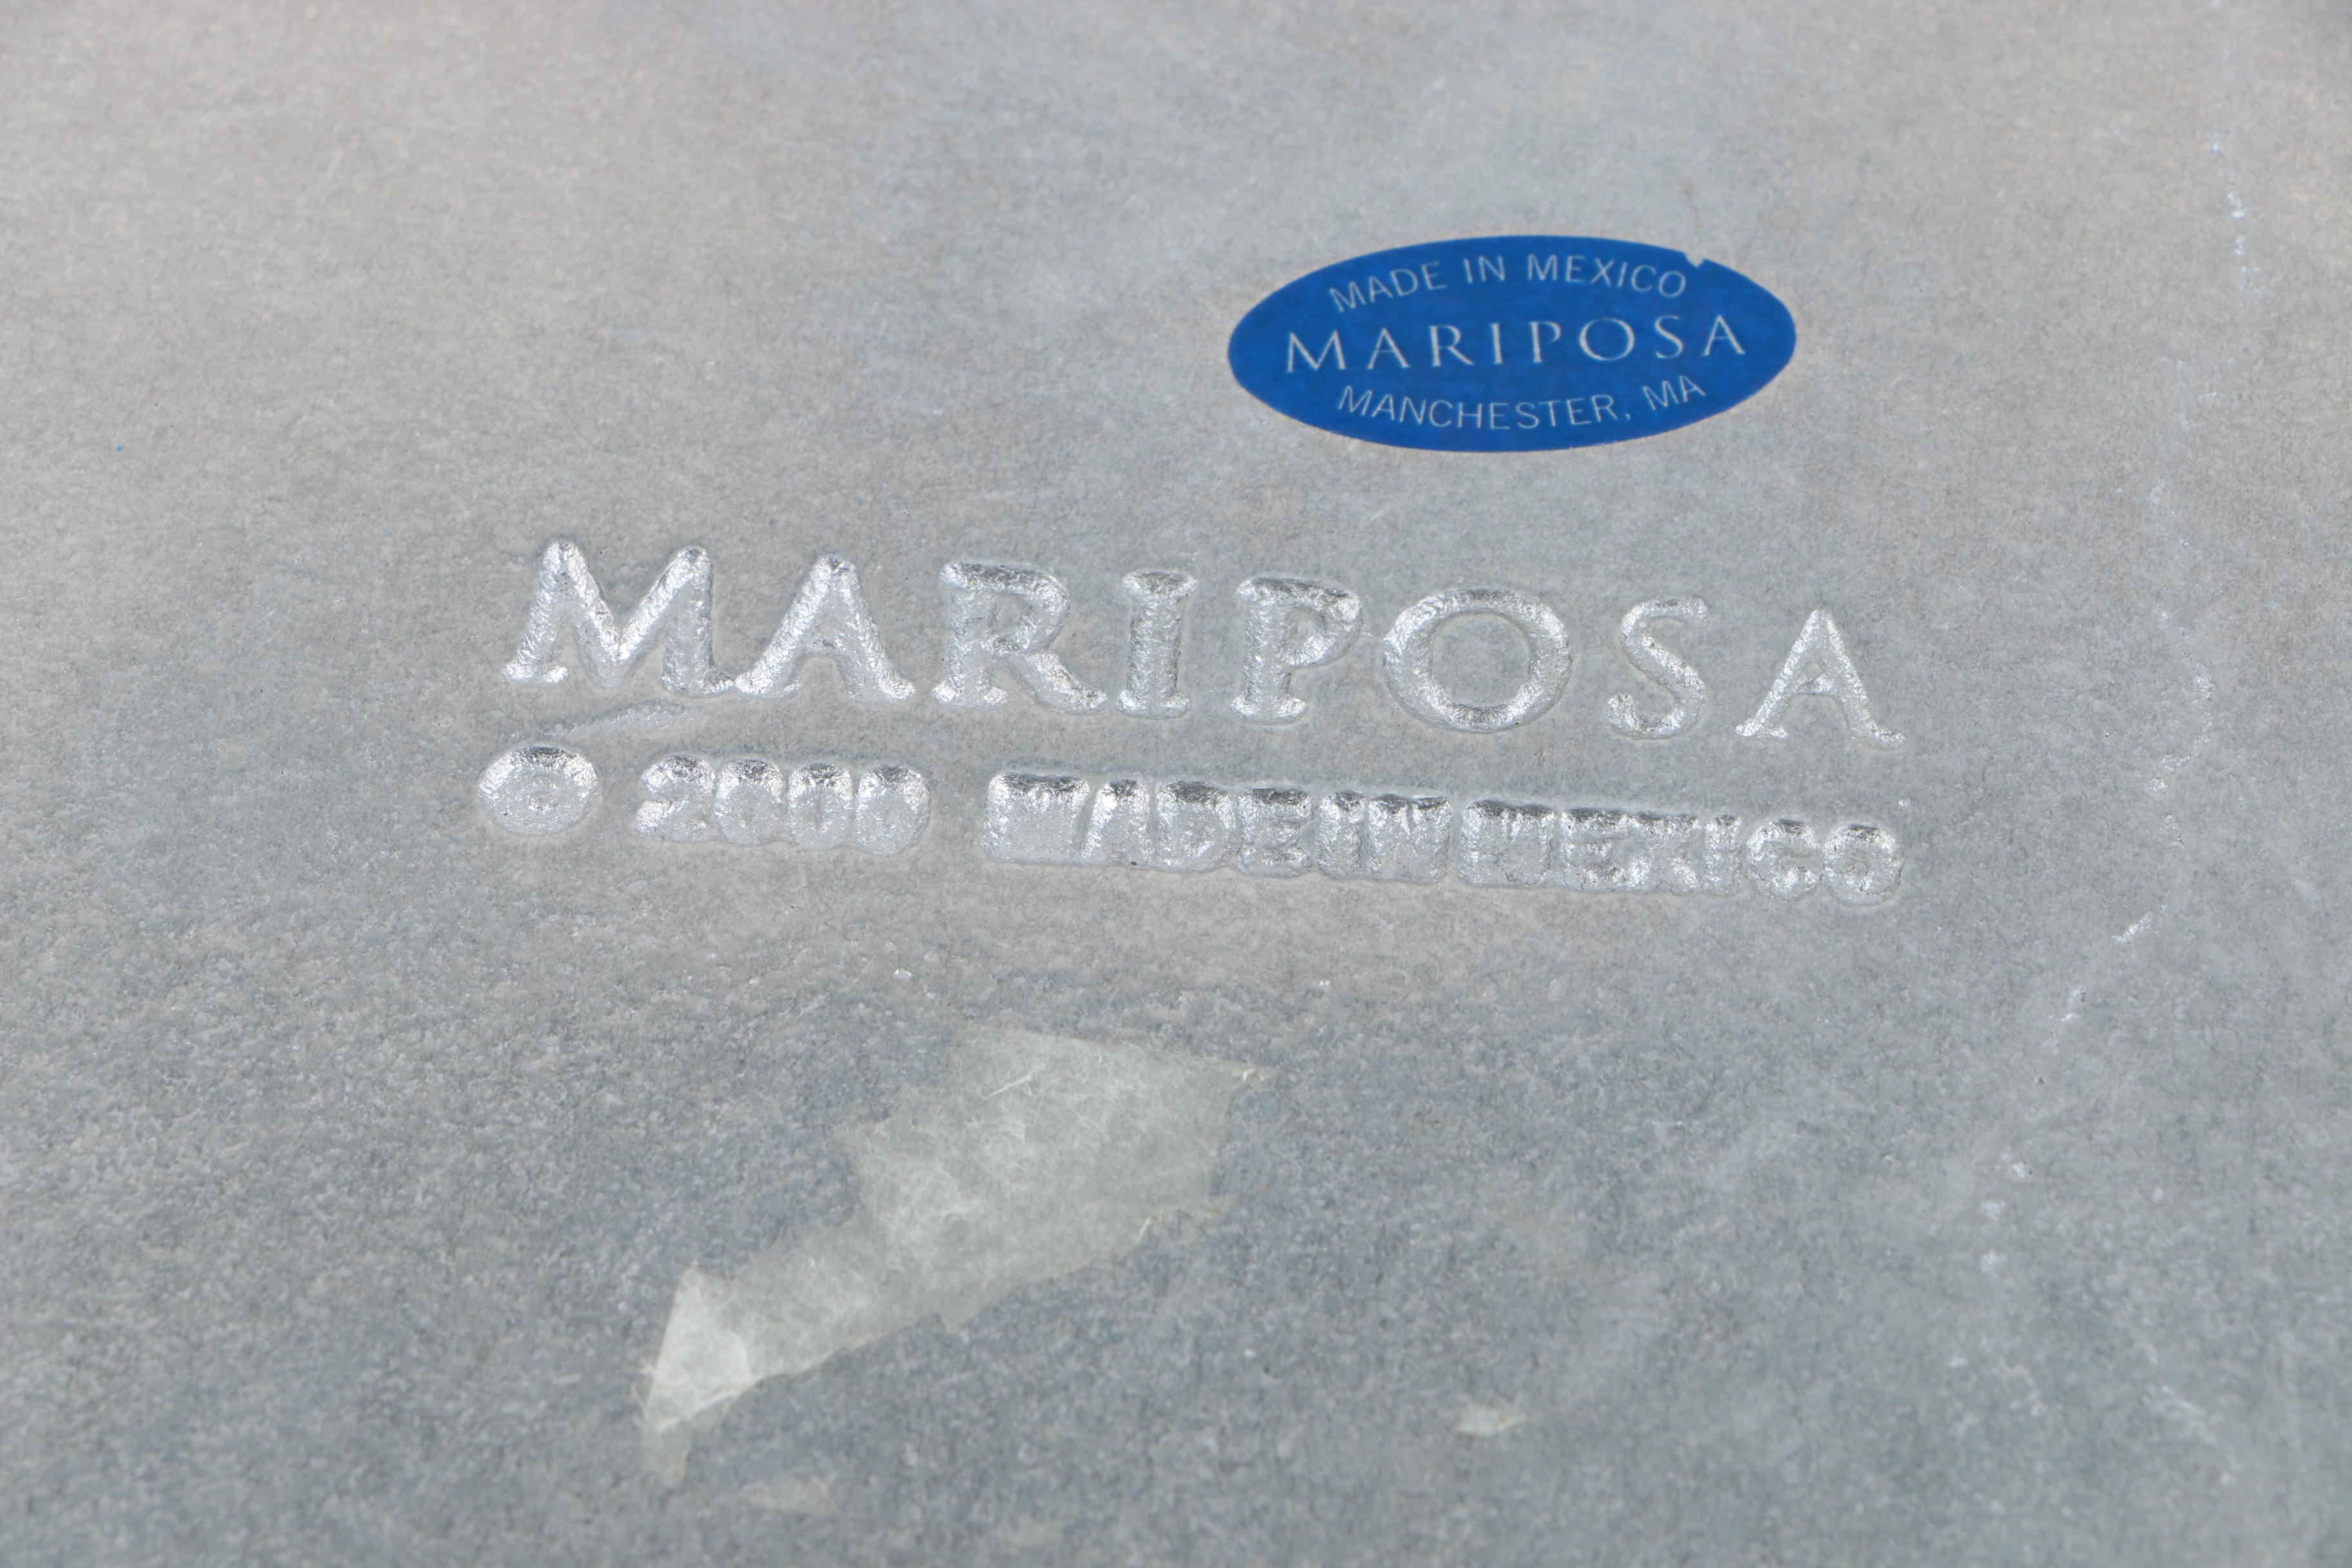 MADE IN MEXICO
MARIPOSA
MANCHESTER, MA
MARIPOSA
© 2000 MADE IN MEXICO